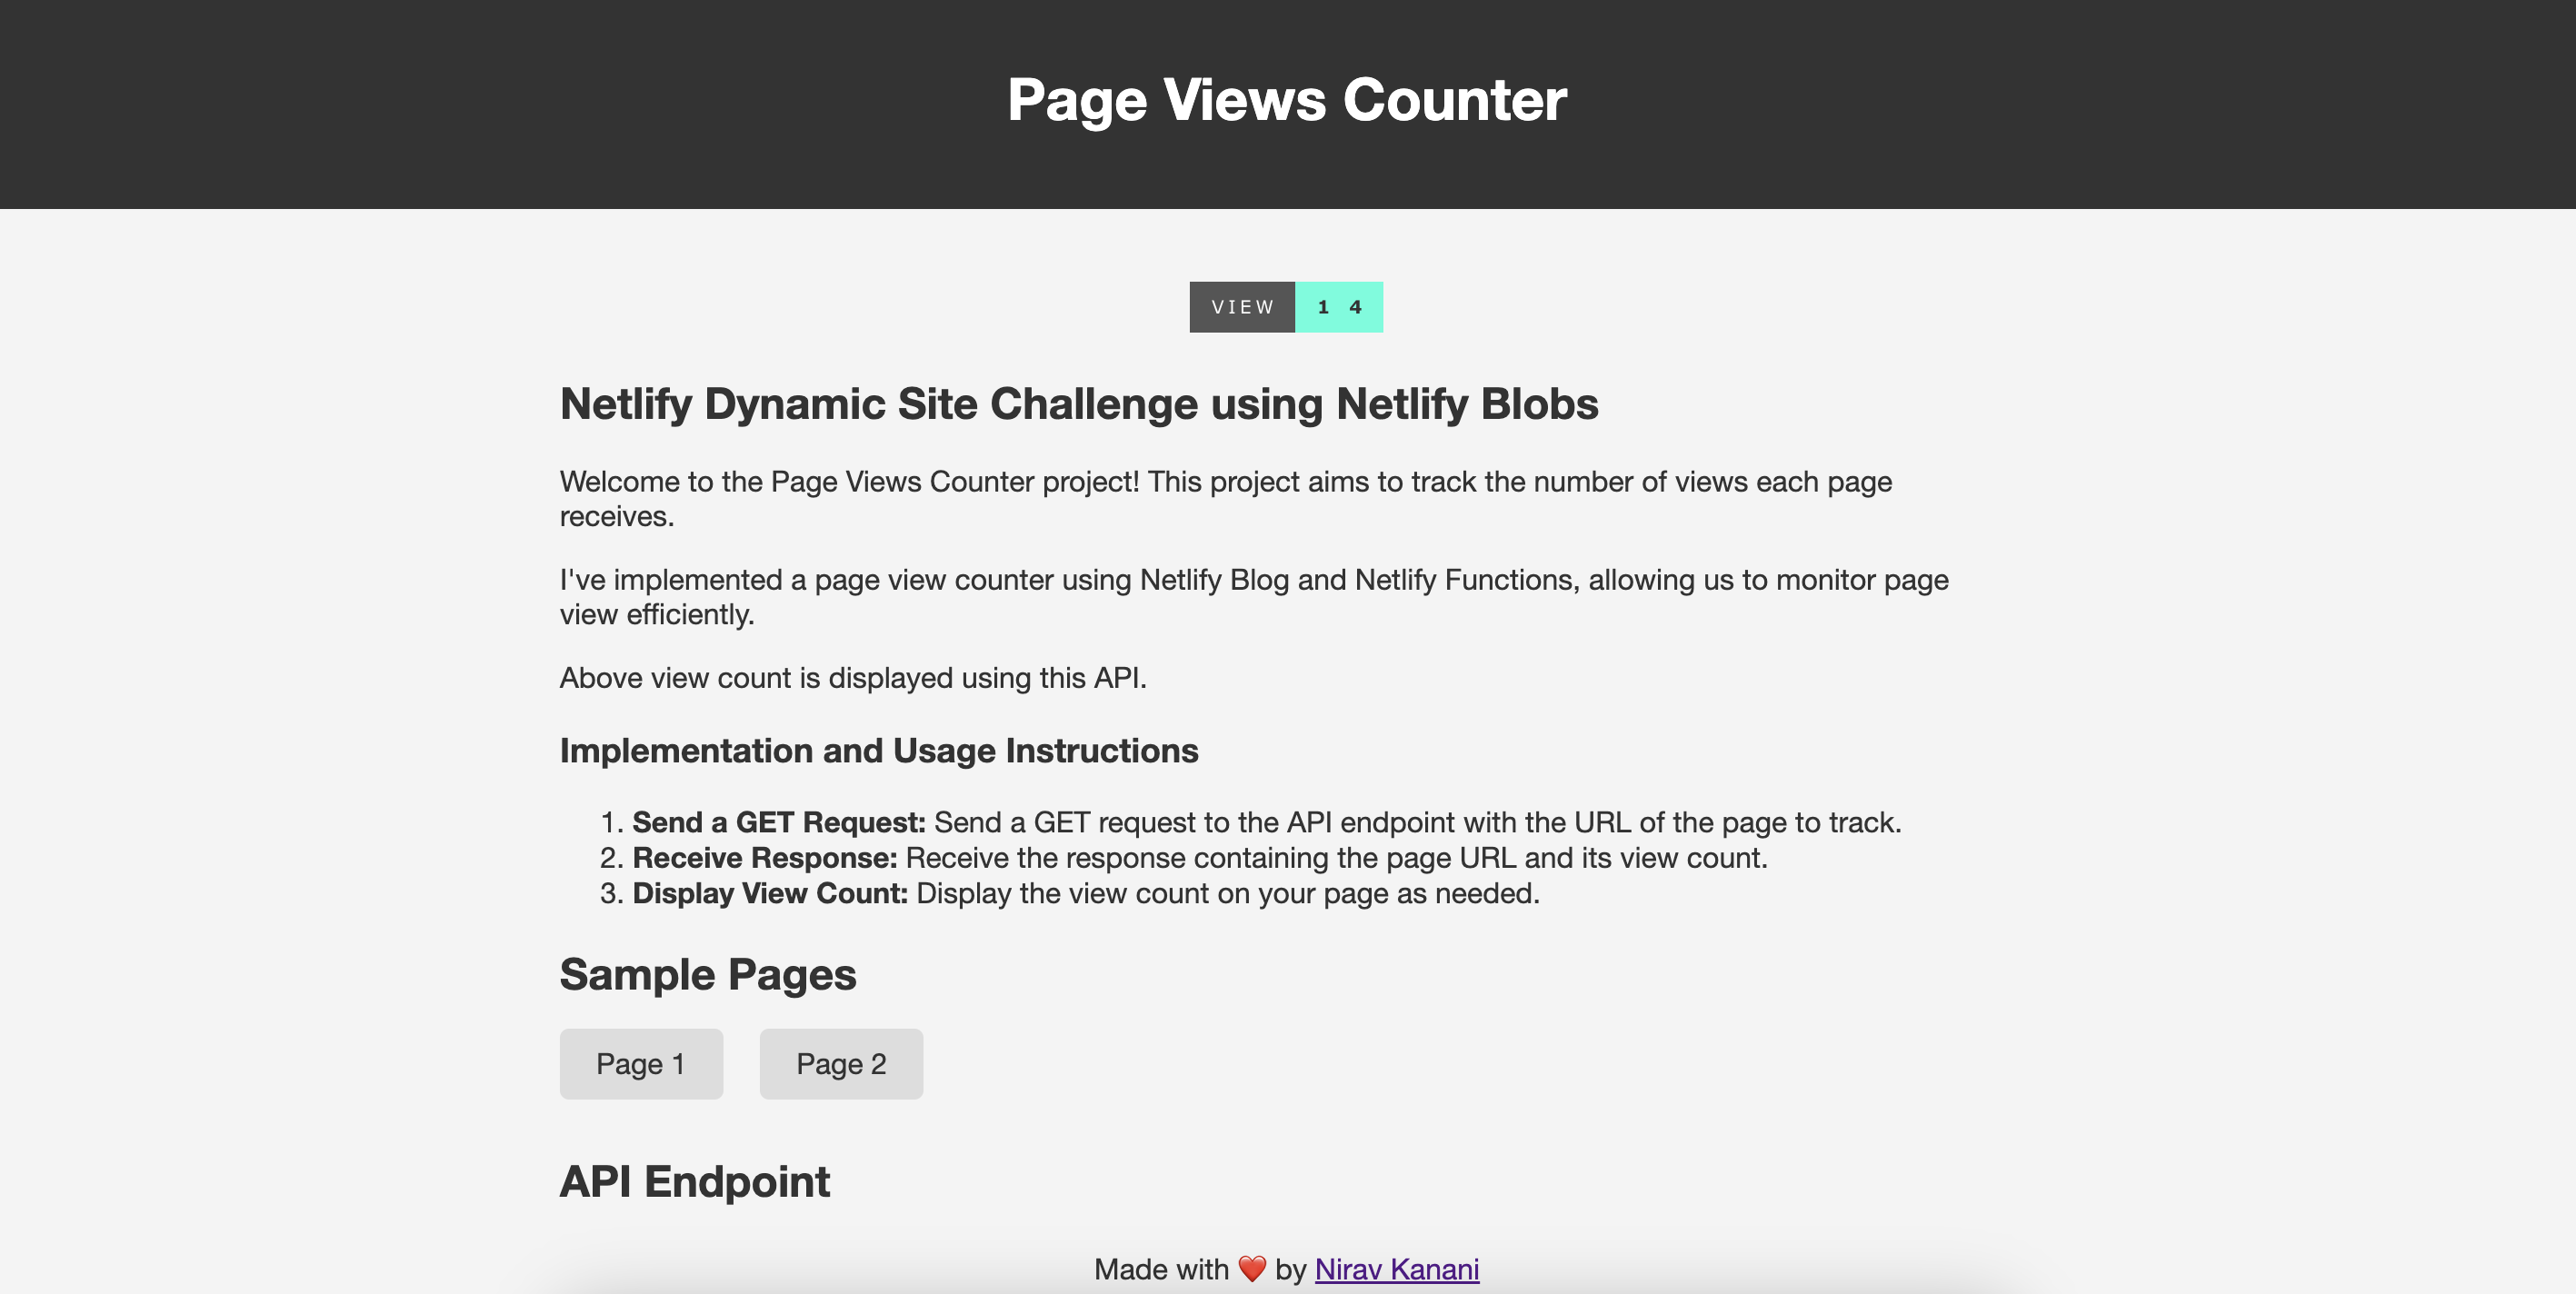 Page Views Counter
VIEW 1 4
Netlify Dynamic Site Challenge using Netlify Blobs
Welcome to the Page Views Counter project! This project aims to track the number of views each page
receives.
I've implemented a page view counter using Netlify Blog and Netlify Functions, allowing us to monitor page
view efficiently.
Above view count is displayed using this API.
Implementation and Usage Instructions
1. Send a GET Request: Send a GET request to the API endpoint with the URL of the page to track.
2. Receive Response: Receive the response containing the page URL and its view count.
3. Display View Count: Display the view count on your page as needed.
Sample Pages
Page 1 Page 2
API Endpoint
Made with ❤️ by Nirav Kanani